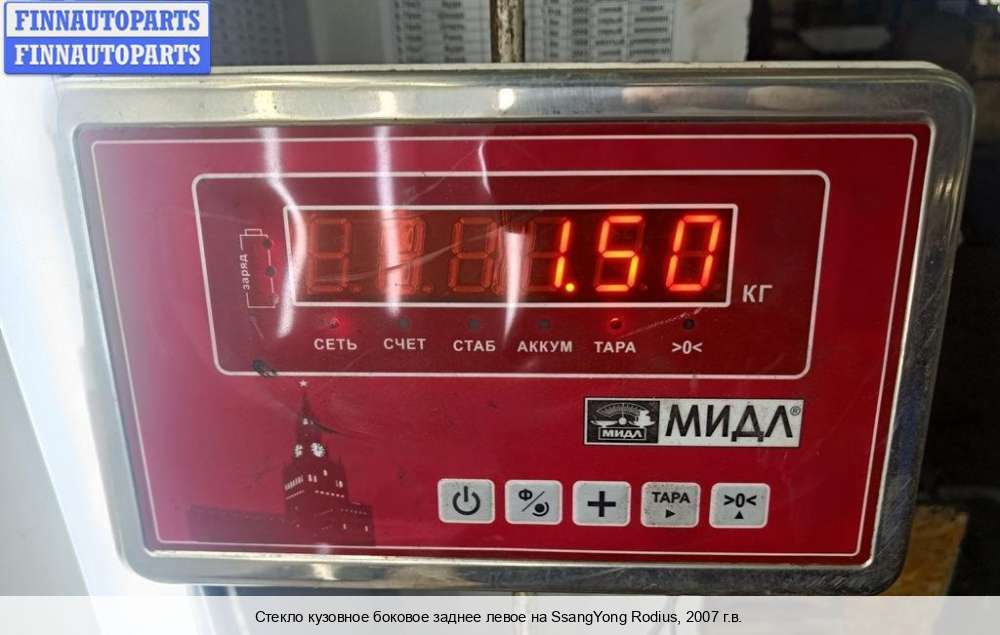 FINNAUTOPARTS
FINNAUTOPARTS
1.50
заряд
КГ
СЕТЬ СЧЕТ СТАБ АККУМ ТАРА >0<
МИДЛ МИДЛ®
Ф ТАРА >0<
Стекло кузовное боковое заднее левое на SsangYong Rodius, 2007 г.в.